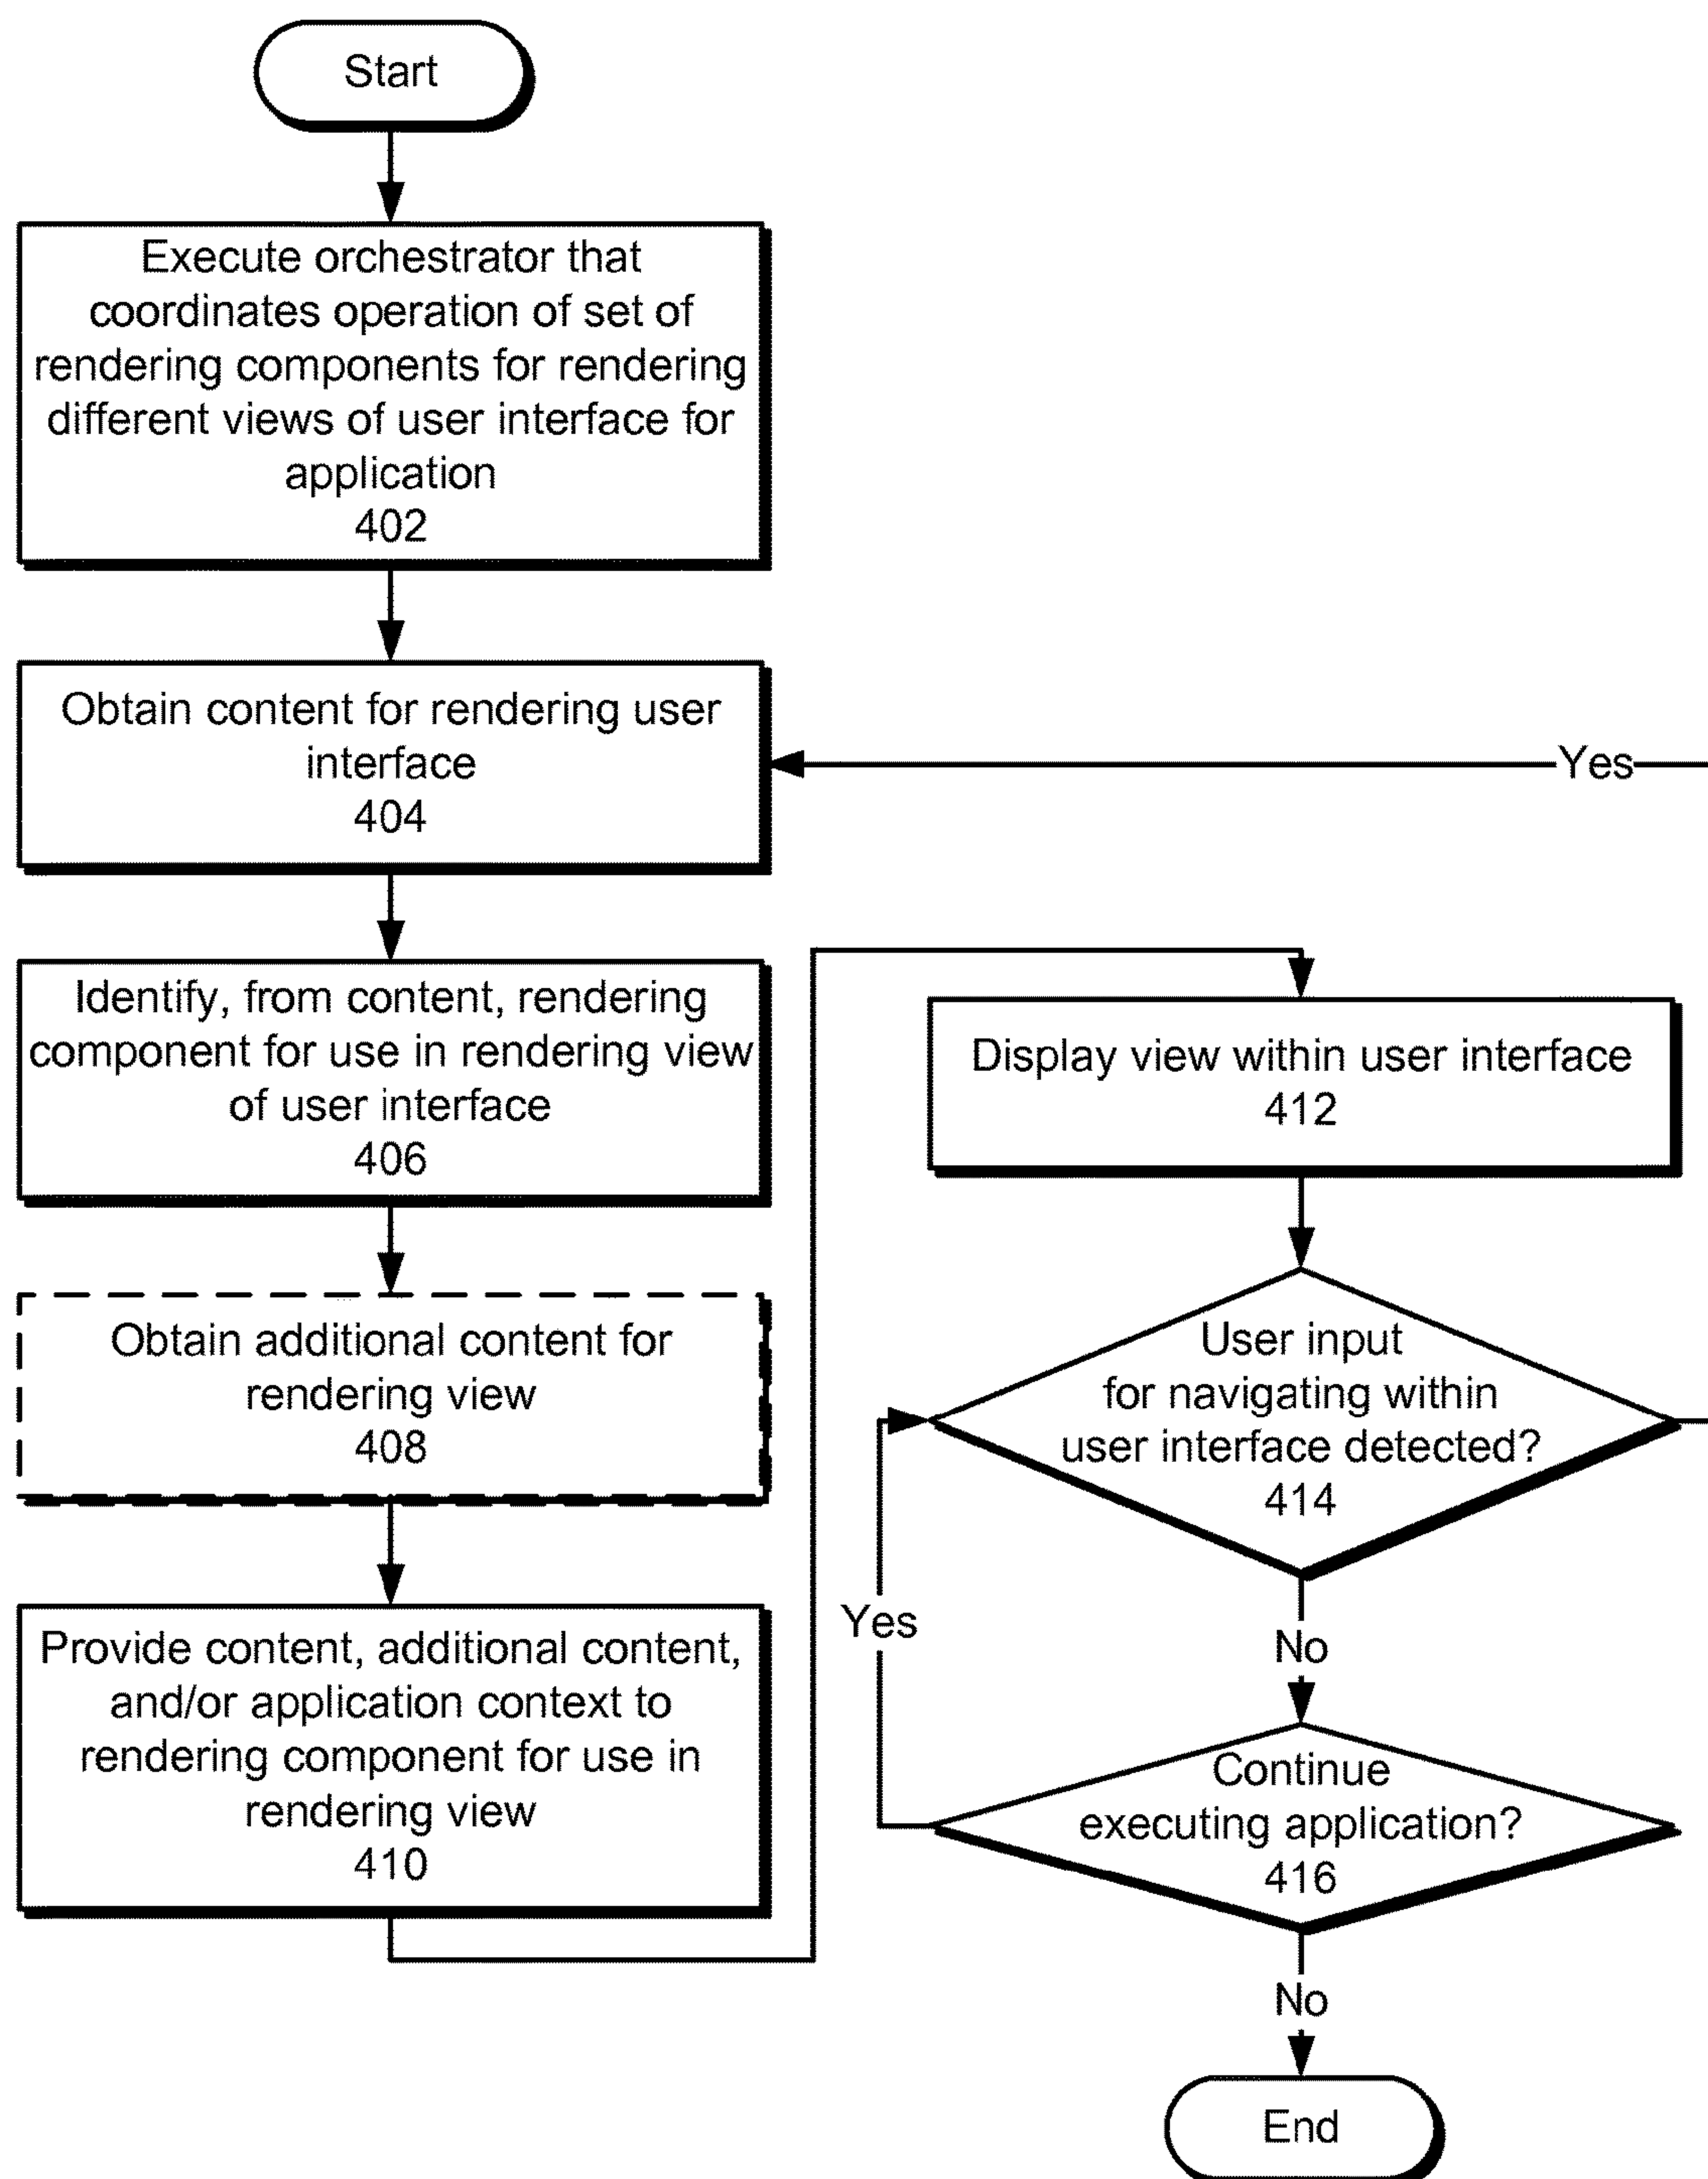 Start
Execute orchestrator that
coordinates operation of set of
rendering components for rendering
different views of user interface for
application
402
Obtain content for rendering user
interface
404
Yes
Identify, from content, rendering
component for use in rendering view
of user interface
406
Obtain additional content for
rendering view
408
Provide content, additional content,
and/or application context to
rendering component for use in
rendering view
410
Display view within user interface
412
User input
for navigating within
user interface detected?
414
Yes
No
Continue
executing application?
416
No
End